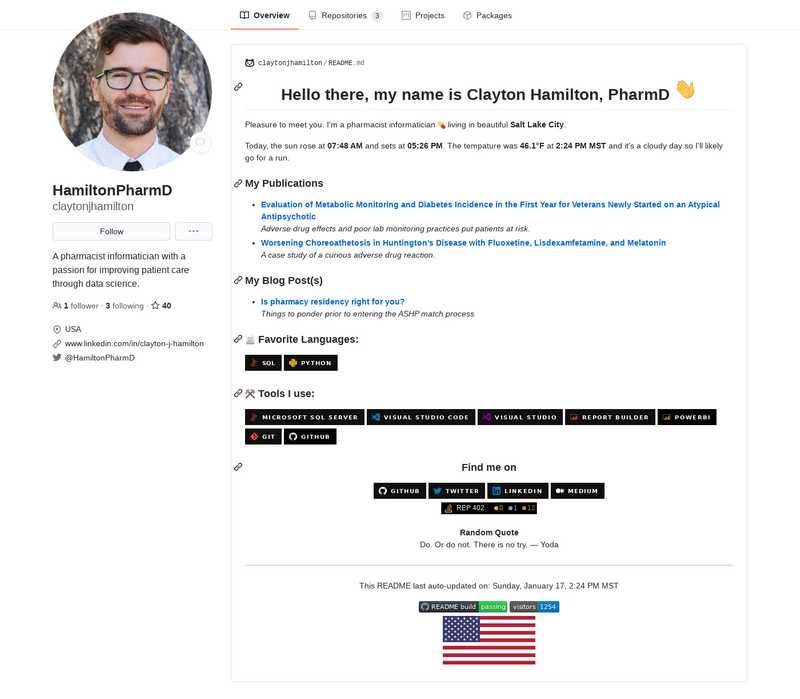 Overview
Repositories 3
Projects
Packages
HamiltonPharmD
claytonjhamilton
Follow
A pharmacist informatician with a
passion for improving patient care
through data science.
1 follower · 3 following · 40
USA
www.linkedin.com/in/clayton-j-hamilton
@HamiltonPharmD
claytonjhamilton/README.md
Hello there, my name is Clayton Hamilton, PharmD 👋
Pleasure to meet you. I'm a pharmacist informatician 💊 living in beautiful Salt Lake City.
Today, the sun rose at 07:48 AM and sets at 05:26 PM. The tempature was 46.1°F at 2:24 PM MST and it's a cloudy day so I'll likely
go for a run.
My Publications
Evaluation of Metabolic Monitoring and Diabetes Incidence in the First Year for Veterans Newly Started on an Atypical
Antipsychotic
Adverse drug effects and poor lab monitoring practices put patients at risk.
Worsening Choreoathetosis in Huntington's Disease with Fluoxetine, Lisdexamfetamine, and Melatonin
A case study of a curious adverse drug reaction.
My Blog Post(s)
Is pharmacy residency right for you?
Things to ponder prior to entering the ASHP match process.
Favorite Languages:
SQL PYTHON
Tools I use:
MICROSOFT SQL SERVER VISUAL STUDIO CODE VISUAL STUDIO REPORT BUILDER POWERBI
GIT GITHUB
Find me on
GITHUB TWITTER LINKEDIN MEDIUM
REP 402 0 1 12
Random Quote
Do. Or do not. There is no try. — Yoda
This README last auto-updated on: Sunday, January 17, 2:24 PM MST
README build passing visitors 1254